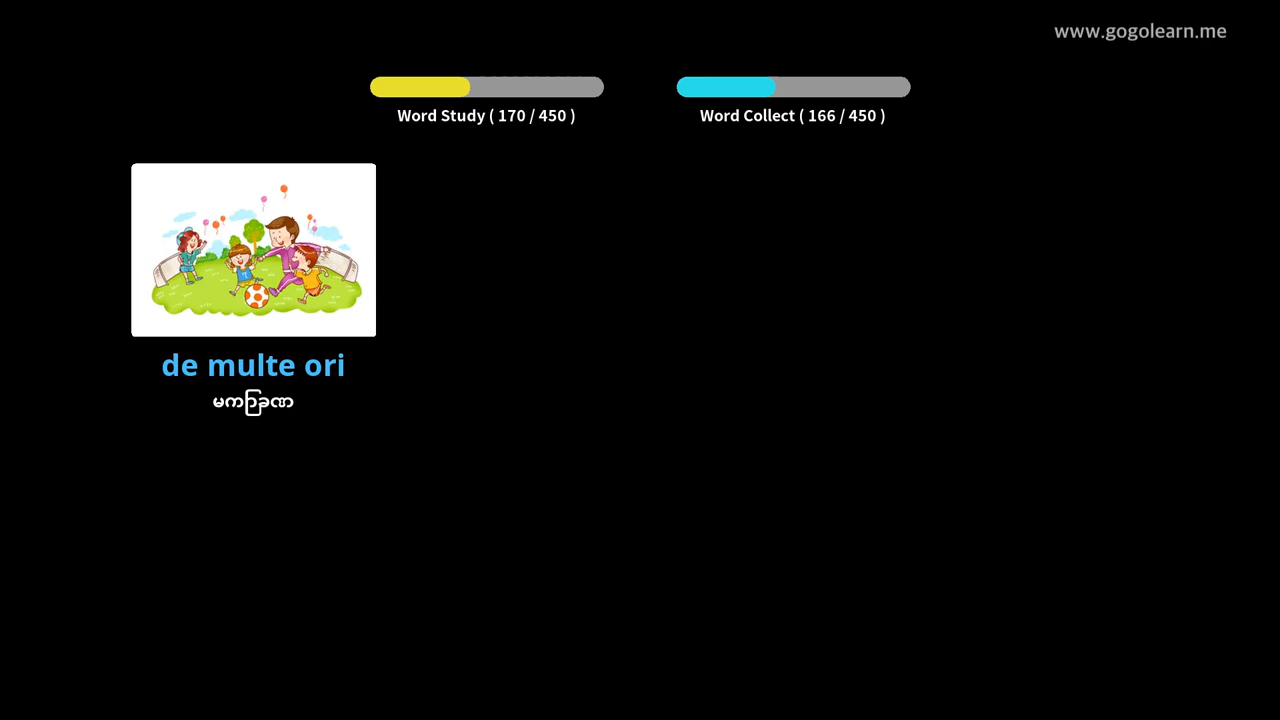 www.gogolearn.me
Word Study ( 170 / 450 )
Word Collect ( 166 / 450 )
de multe ori
မကြာခဏ